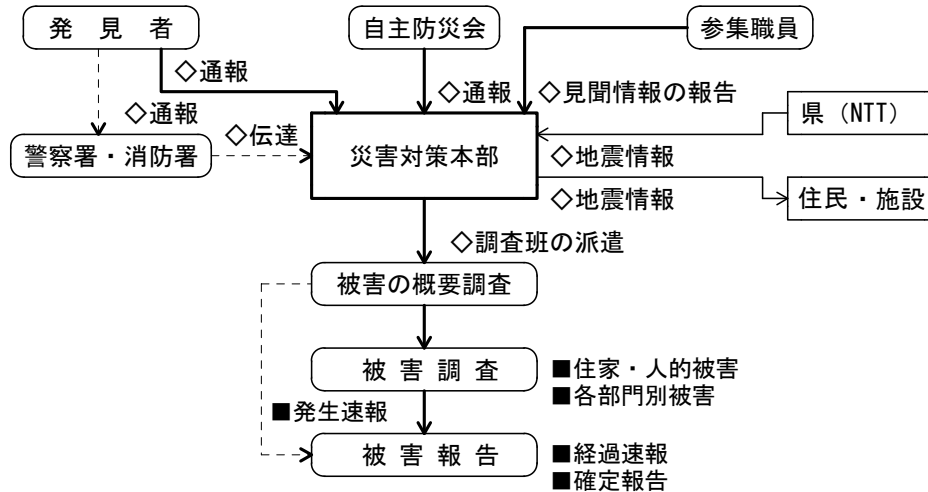 発見者
自主防災会
参集職員
◇通報
◇通報
◇見聞情報の報告
◇通報
◇伝達
県(NTT)
警察署・消防署
災害対策本部
◇地震情報
◇地震情報
住民・施設
◇調査班の派遣
被害の概要調査
被害調査
■住家・人的被害
■各部門別被害
■発生速報
被害報告
■経過速報
■確定報告